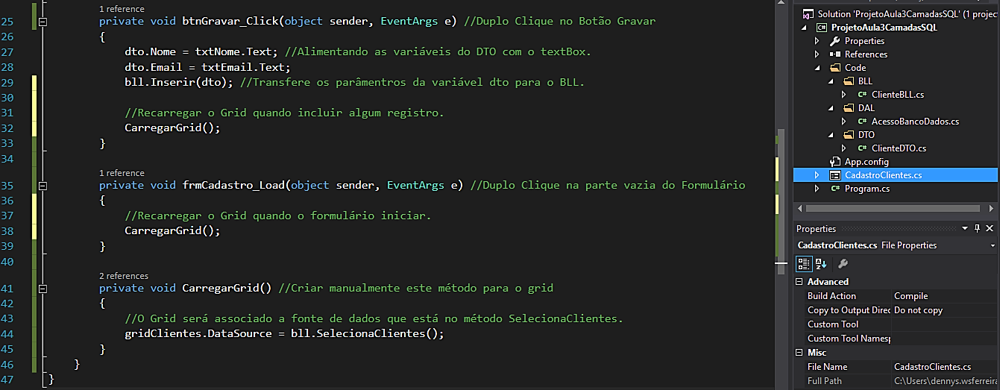 1 reference
25 private void btnGravar_Click(object sender, EventArgs e) //Duplo Clique no Botão Gravar
26 {
27 dto.Nome = txtNome.Text; //Alimentando as variáveis do DTO com o textBox.
28 dto.Email = txtEmail.Text;
29 bll.Inserir(dto); //Transfere os parâmentros da variável dto para o BLL.
30
31 //Recarregar o Grid quando incluir algum registro.
32 CarregarGrid();
33 }
34
1 reference
35 private void frmCadastro_Load(object sender, EventArgs e) //Duplo Clique na parte vazia do Formulário
36 {
37 //Recarregar o Grid quando o formulário iniciar.
38 CarregarGrid();
39 }
40
2 references
41 private void CarregarGrid() //Criar manualmente este método para o grid
42 {
43 //O Grid será associado a fonte de dados que está no método SelecionaClientes.
44 gridClientes.DataSource = bll.SelecionaClientes();
45 }
46 }
47 }
Solution 'ProjetoAula3CamadasSQL' (1 projec
C# ProjetoAula3CamadasSQL
Properties
References
Code
BLL
C# ClienteBLL.cs
DAL
C# AcessoBancoDados.cs
DTO
C# ClienteDTO.cs
App.config
CadastroClientes.cs
C# Program.cs
Properties
CadastroClientes.cs File Properties
Advanced
Build Action Compile
Copy to Output Direc Do not copy
Custom Tool
Custom Tool Namesp
Misc
File Name CadastroClientes.cs
Full Path C:\Users\dennys.wsferreira